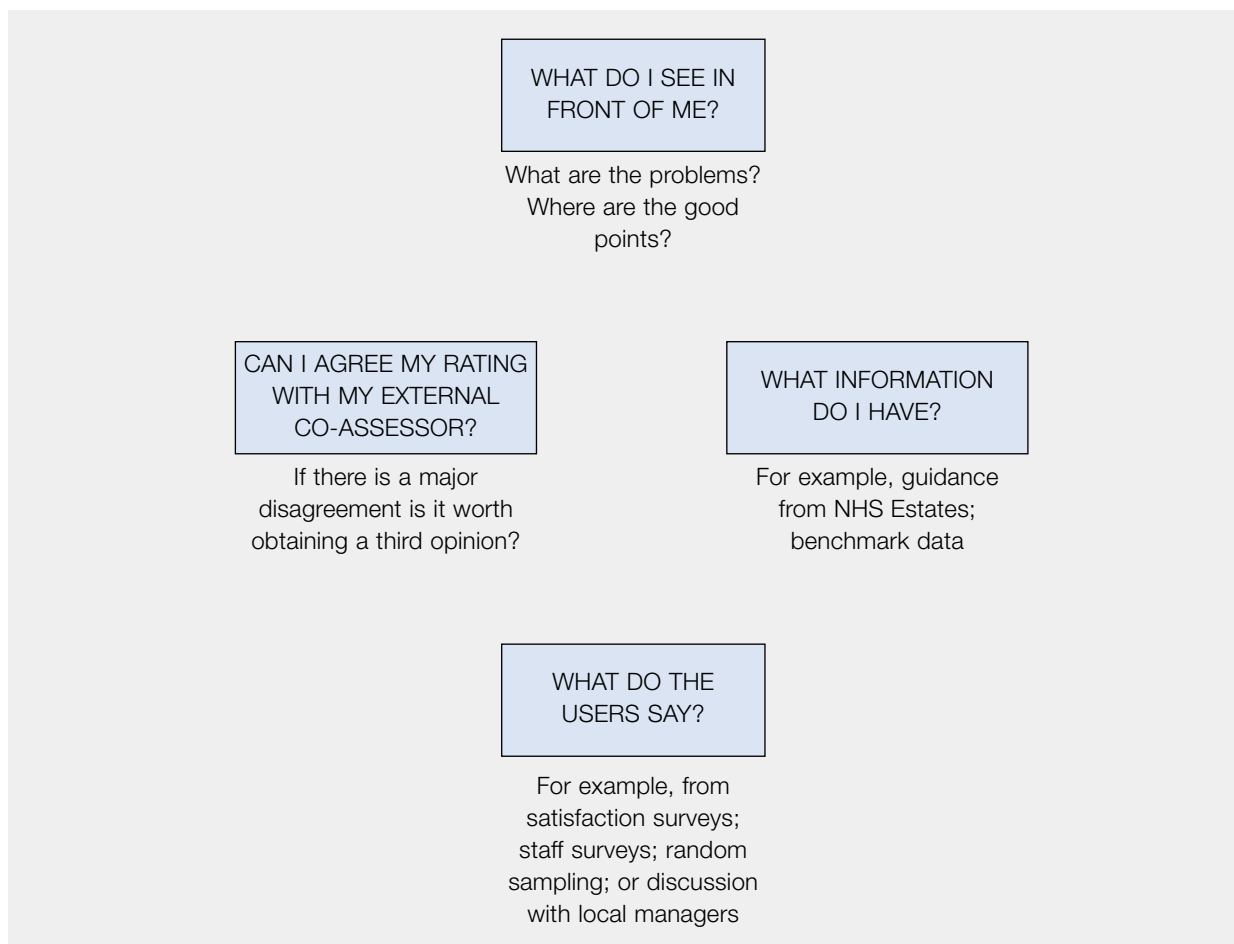 WHAT DO I SEE IN
FRONT OF ME?
What are the problems?
Where are the good
points?
CAN I AGREE MY RATING
WITH MY EXTERNAL
CO-ASSESSOR?
If there is a major
disagreement is it worth
obtaining a third opinion?
WHAT INFORMATION
DO I HAVE?
For example, guidance
from NHS Estates;
benchmark data
WHAT DO THE
USERS SAY?
For example, from
satisfaction surveys;
staff surveys; random
sampling; or discussion
with local managers